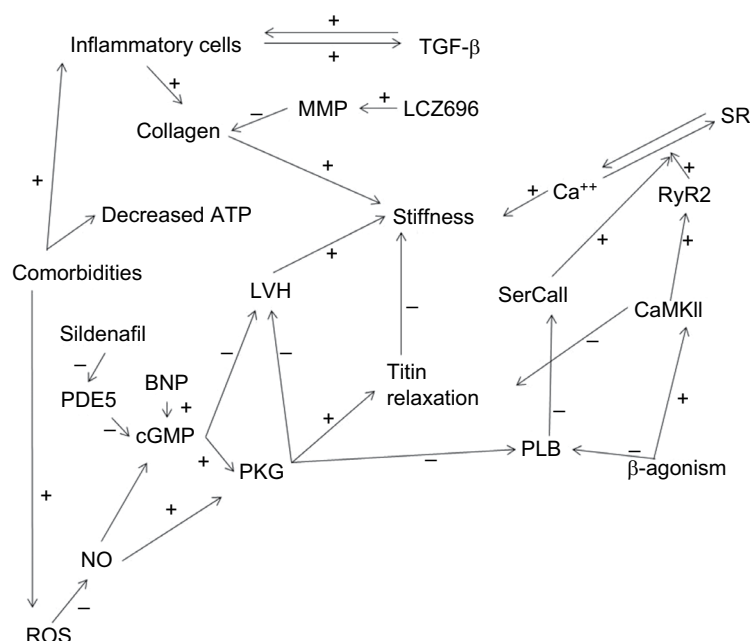 +
Inflammatory cells
TGF-β
+
+
– MMP + LCZ696
Collagen
SR
+
+
+ Ca++
+
RyR2
Decreased ATP
Stiffness
+
+
+
Comorbidities
LVH
–
SerCaII
CaMKII
Sildenafil
–
–
–
–
BNP
Titin
relaxation
PDE5
+
+
–
+
–
cGMP
+
PKG
–
PLB
–
β-agonism
+
+
NO
–
ROS